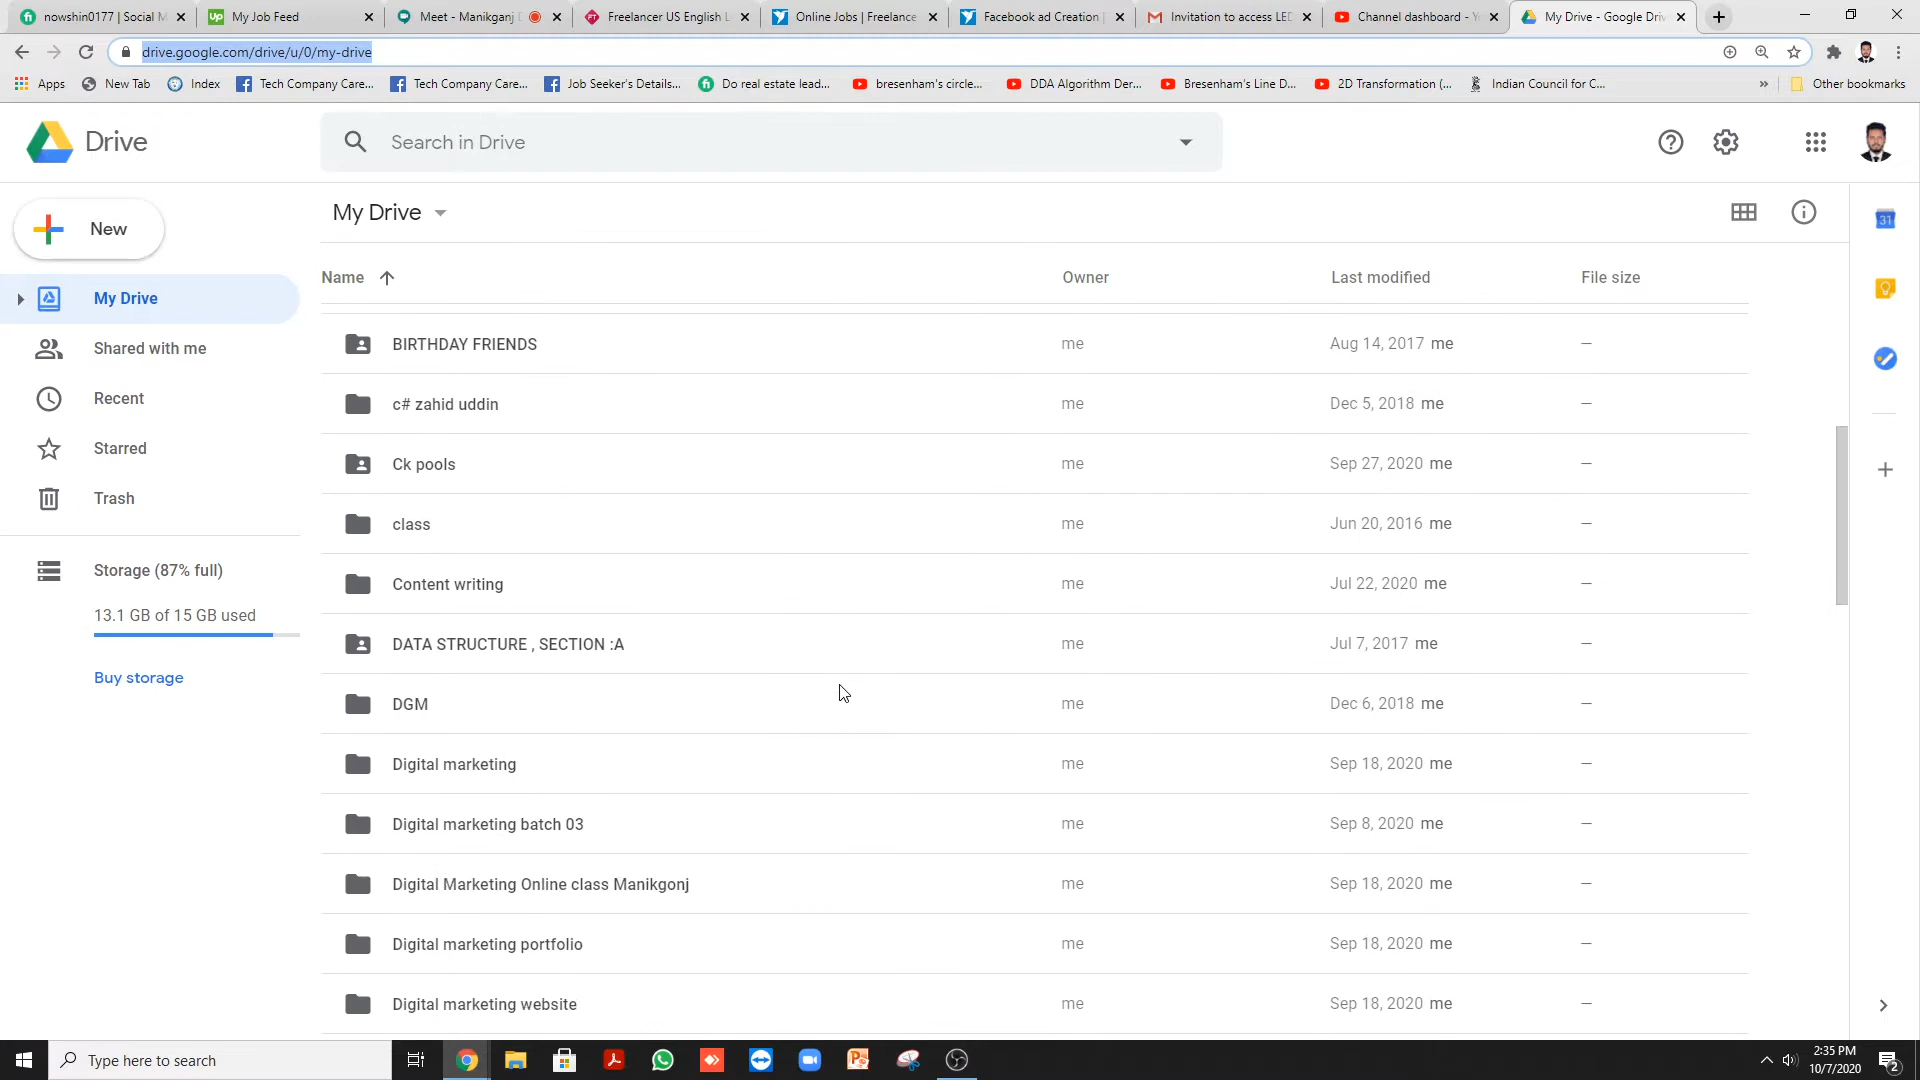 nowshin0177 | Social M
My Job Feed
Meet - Manikganj D
Freelancer US English L
Online Jobs | Freelance
Facebook ad Creation |
Invitation to access LED
Channel dashboard - Y
My Drive - Google Driv
drive.google.com/drive/u/0/my-drive
Apps
New Tab
Index
Tech Company Care...
Tech Company Care...
Job Seeker's Details...
Do real estate lead...
bresenham's circle...
DDA Algorithm Der...
Bresenham's Line D...
2D Transformation (...
Indian Council for C...
»
Other bookmarks
Drive
Search in Drive
New
My Drive
Shared with me
Recent
Starred
Trash
Storage (87% full)
13.1 GB of 15 GB used
Buy storage
My Drive
Name Owner Last modified File size
BIRTHDAY FRIENDS me Aug 14, 2017 me –
c# zahid uddin me Dec 5, 2018 me –
Ck pools me Sep 27, 2020 me –
class me Jun 20, 2016 me –
Content writing me Jul 22, 2020 me –
DATA STRUCTURE , SECTION :A me Jul 7, 2017 me –
DGM me Dec 6, 2018 me –
Digital marketing me Sep 18, 2020 me –
Digital marketing batch 03 me Sep 8, 2020 me –
Digital Marketing Online class Manikgonj me Sep 18, 2020 me –
Digital marketing portfolio me Sep 18, 2020 me –
Digital marketing website me Sep 18, 2020 me –
31
Type here to search
2:35 PM
10/7/2020
2